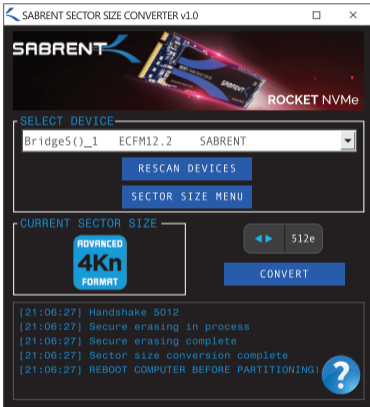 SABRENT SECTOR SIZE CONVERTER v1.0
SABRENT
SABRENT
ROCKET NVMe
SELECT DEVICE
BridgeS()_1 ECFM12.2 SABRENT
RESCAN DEVICES
SECTOR SIZE MENU
CURRENT SECTOR SIZE
ADVANCED
4Kn
FORMAT
512e
CONVERT
[21:06:27] Handshake 5012
[21:06:27] Secure erasing in process
[21:06:27] Secure erasing complete
[21:06:27] Sector size conversion complete
[21:06:27] REBOOT COMPUTER BEFORE PARTITIONING!
?